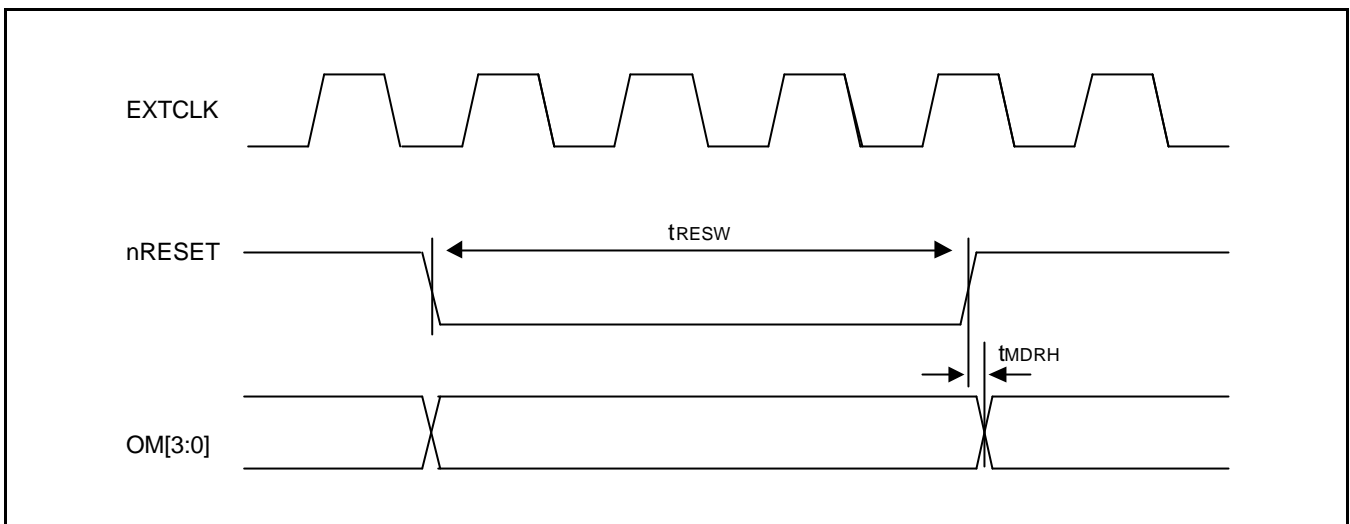 EXTCLK
nRESET
tRESW
tMDRH
OM[3:0]